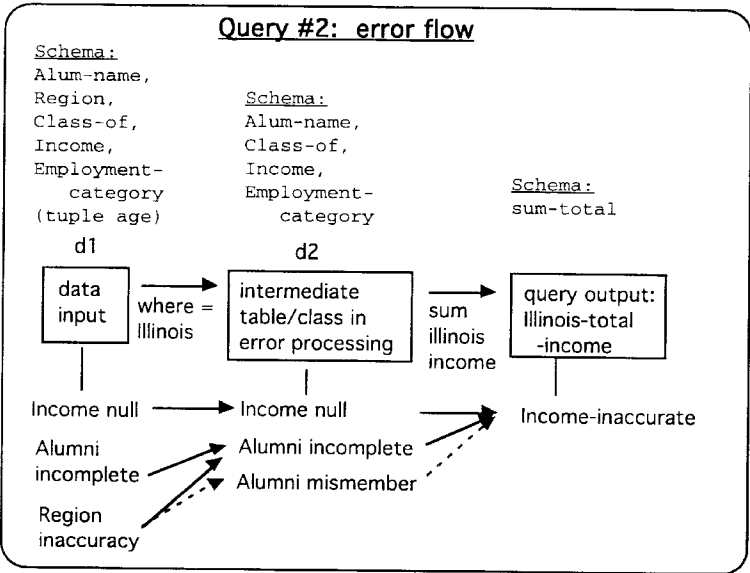 Query #2: error flow
Schema:
Alum-name,
Region,
Class-of,
Income,
Employment-
category
(tuple age)
d1
Schema:
Alum-name,
Class-of,
Income,
Employment-
category
d2
Schema:
sum-total
data
input
where =
Illinois
intermediate
table/class in
error processing
sum
illinois
income
query output:
Illinois-total
-income
Income null
Income null
Income-inaccurate
Alumni
incomplete
Alumni incomplete
Alumni mismember
Region
inaccuracy